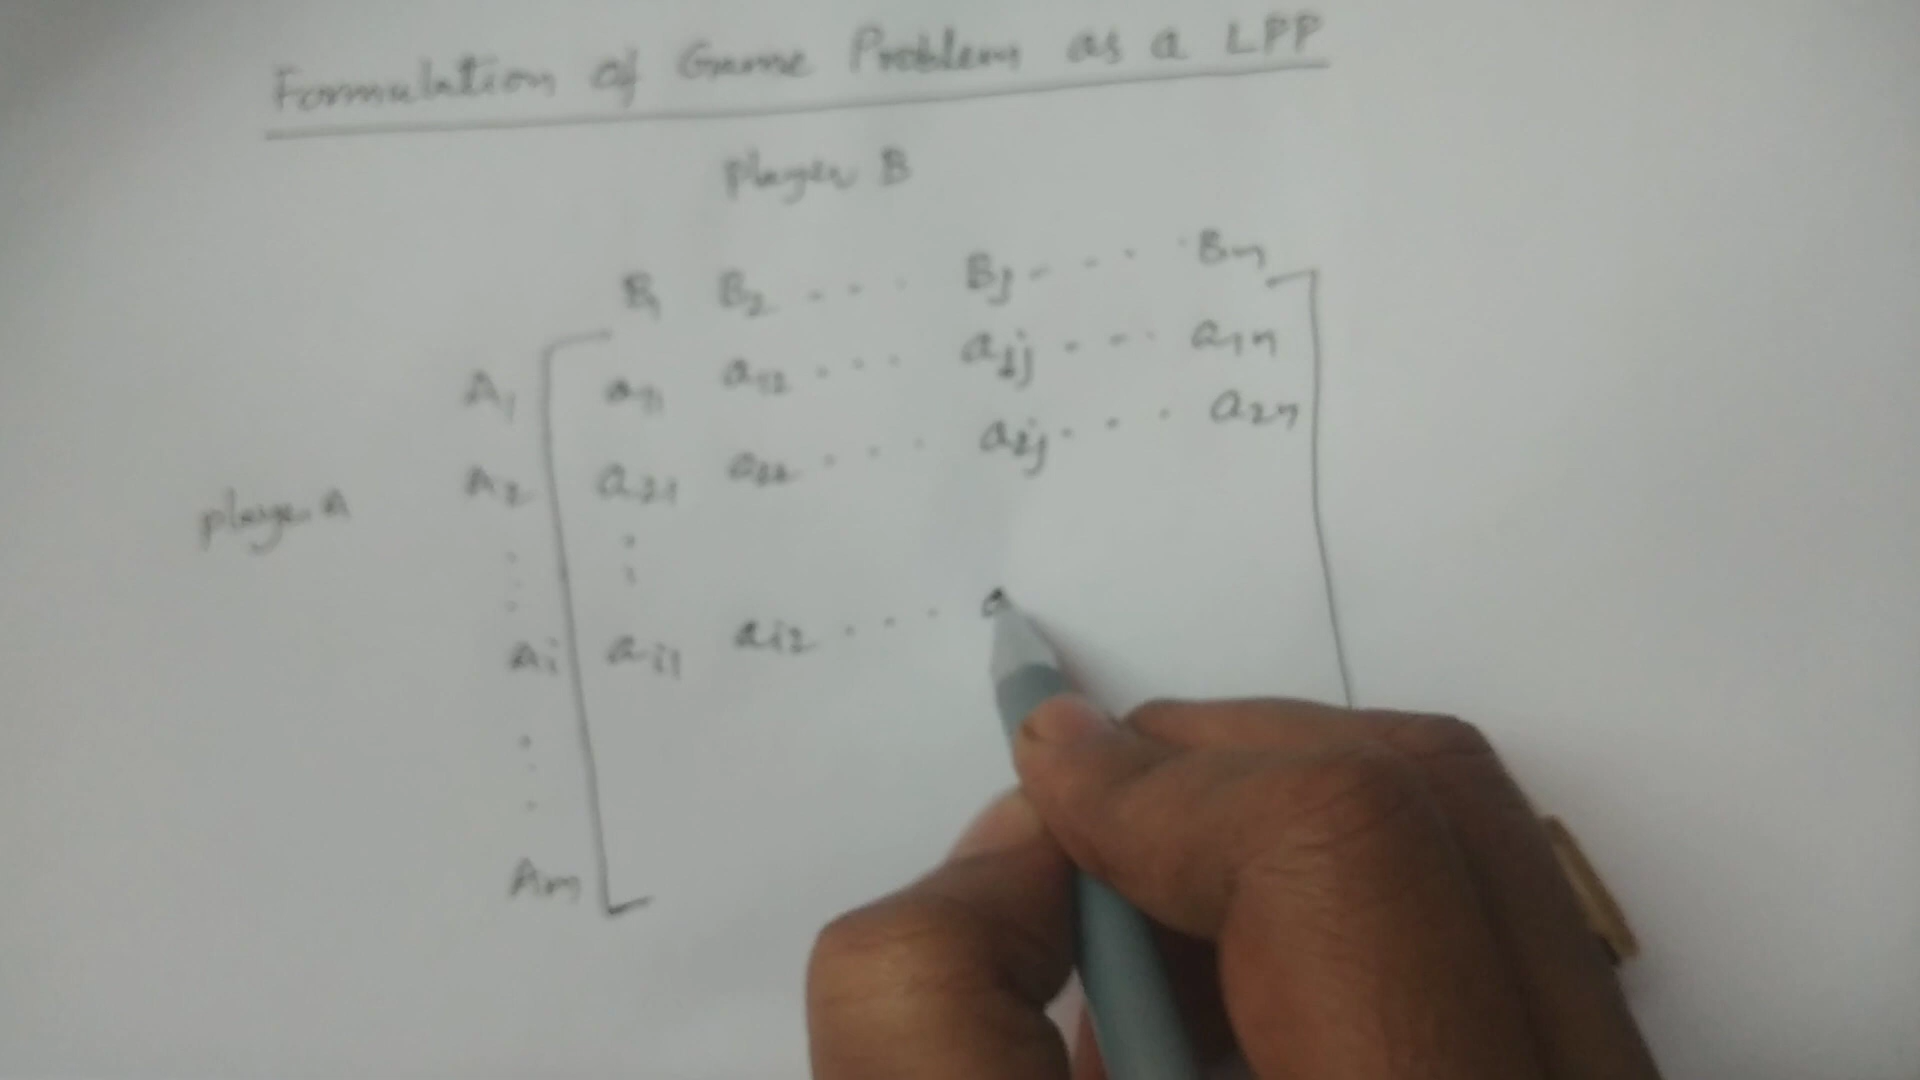 Formulation of Game Problem as a LPP
player B
B1 B2 - - - Bj - - - Bn
A1 a11 a12 . . . a1j - - - a1n
A2 a21 a22 . . . a2j . . . a2n
player A
Ai ai1 ai2 . . . a
Am